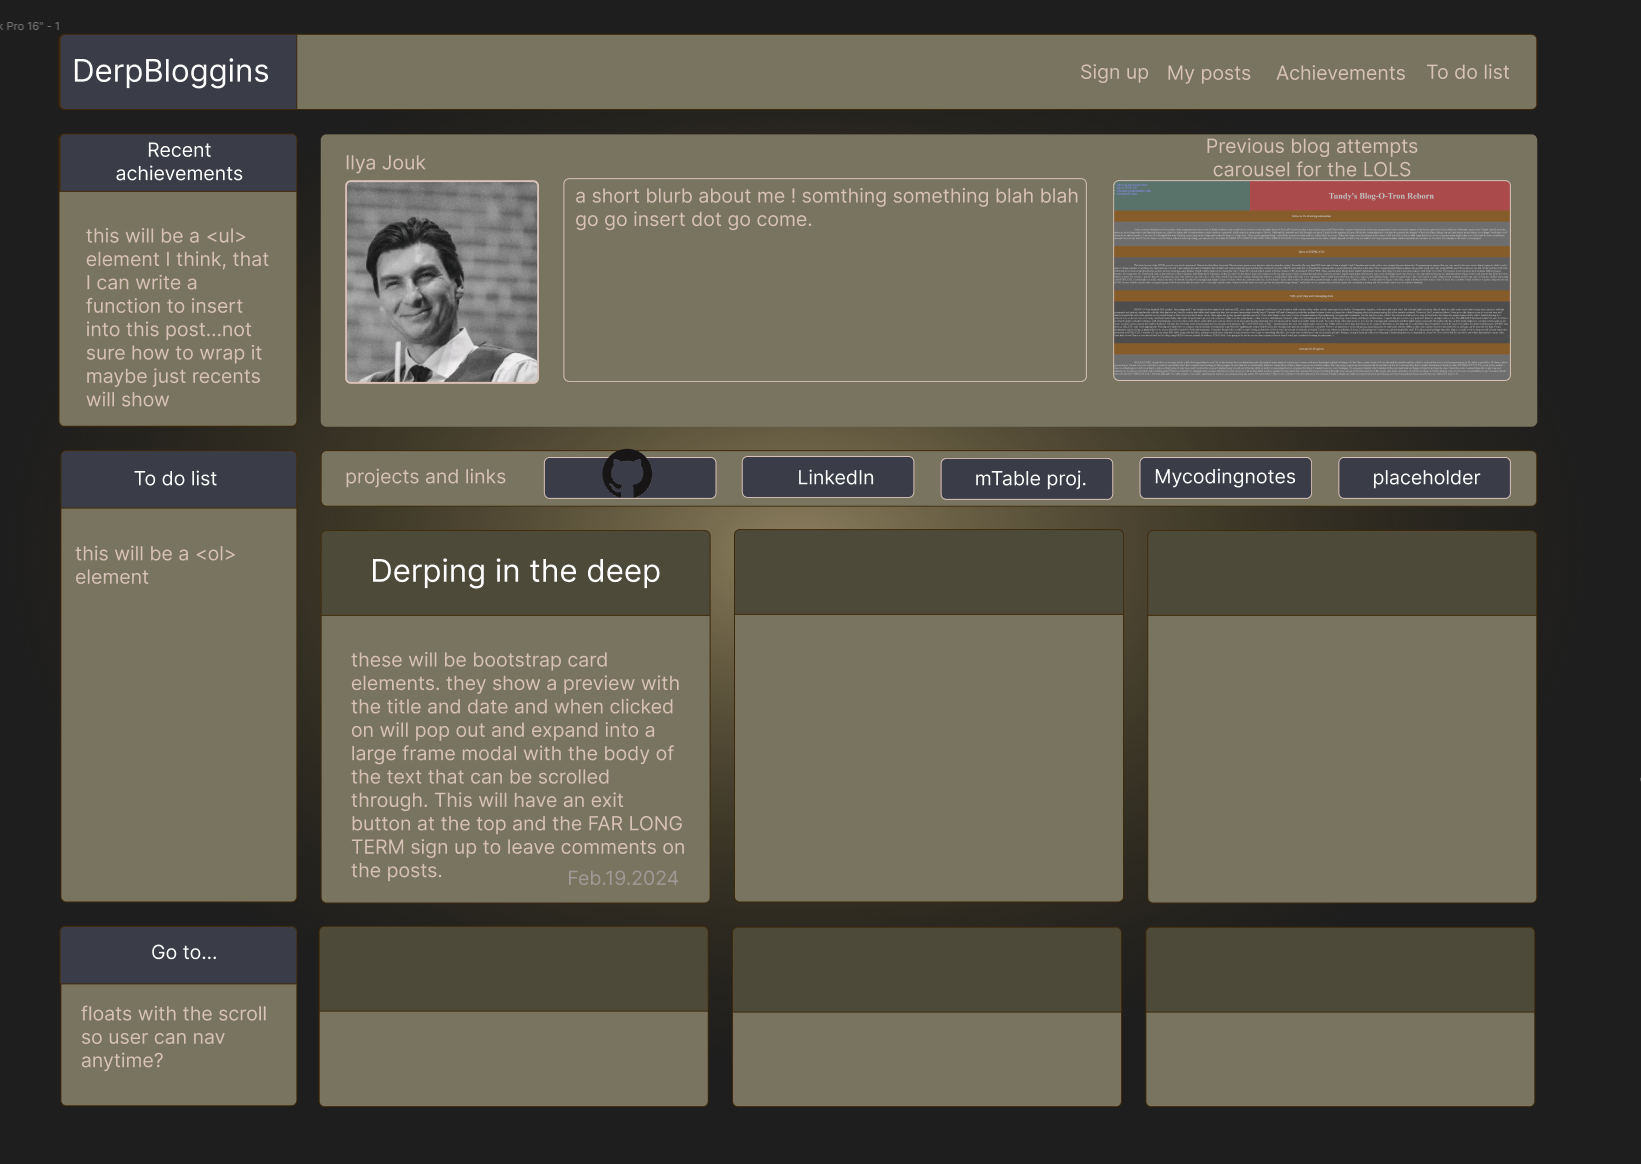 k Pro 16" - 1
DerpBloggins
Sign up
My posts
Achievements
To do list
Recent
achievements
this will be a <ul>
element I think, that
I can write a
function to insert
into this post...not
sure how to wrap it
maybe just recents
will show
Ilya Jouk
a short blurb about me ! somthing something blah blah
go go insert dot go come.
Previous blog attempts
carousel for the LOLS
Tundy's Blog-O-Tron Reborn
To do list
this will be a <ol>
element
projects and links
LinkedIn
mTable proj.
Mycodingnotes
placeholder
Derping in the deep
these will be bootstrap card
elements. they show a preview with
the title and date and when clicked
on will pop out and expand into a
large frame modal with the body of
the text that can be scrolled
through. This will have an exit
button at the top and the FAR LONG
TERM sign up to leave comments on
the posts.
Feb.19.2024
Go to...
floats with the scroll
so user can nav
anytime?